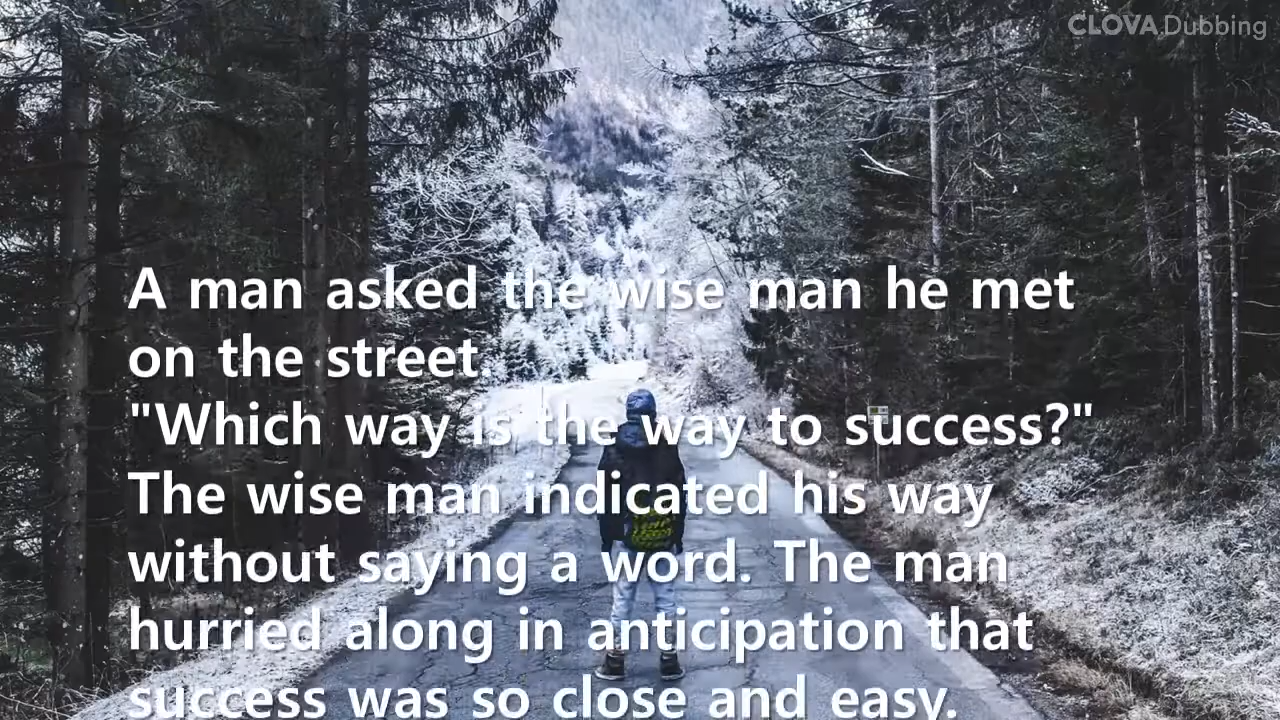 CLOVA Dubbing
A man asked the wise man he met
on the street.
"Which way is the way to success?"
The wise man indicated his way
without saying a word. The man
hurried along in anticipation that
success was so close and easy.